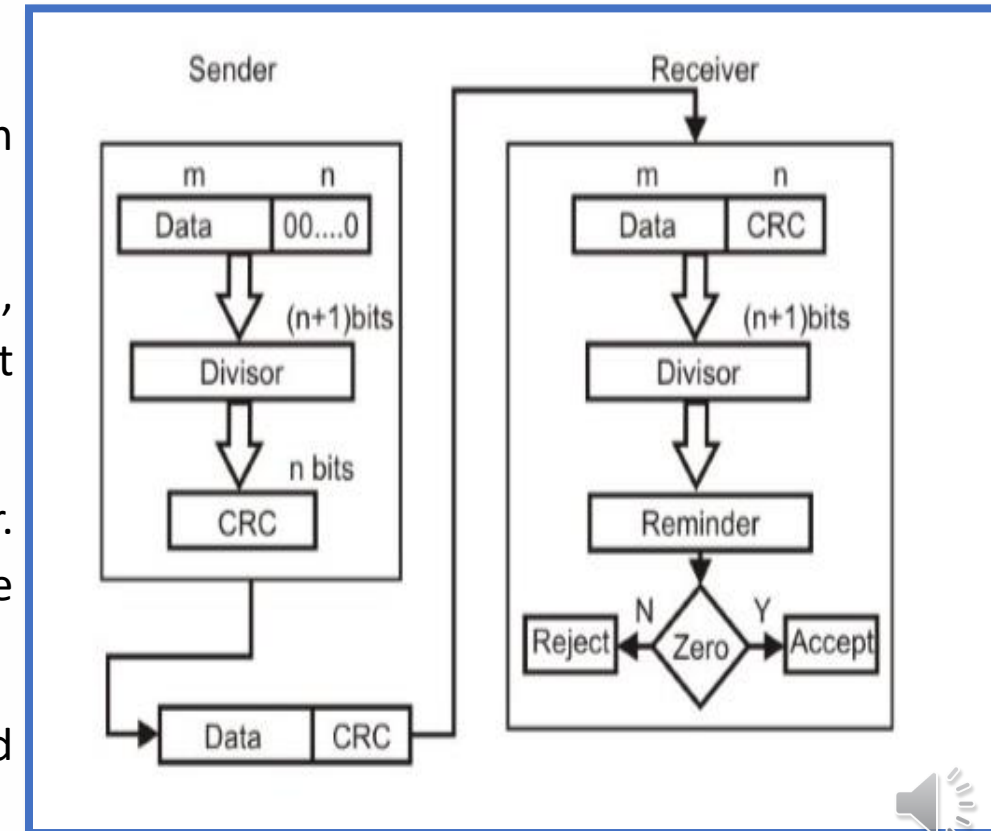 Sender
Receiver
m n
Data 00....0
(n+1)bits
Divisor
n bits
CRC
Data CRC
m n
Data CRC
(n+1)bits
Divisor
Reminder
N Y
Reject Zero Accept